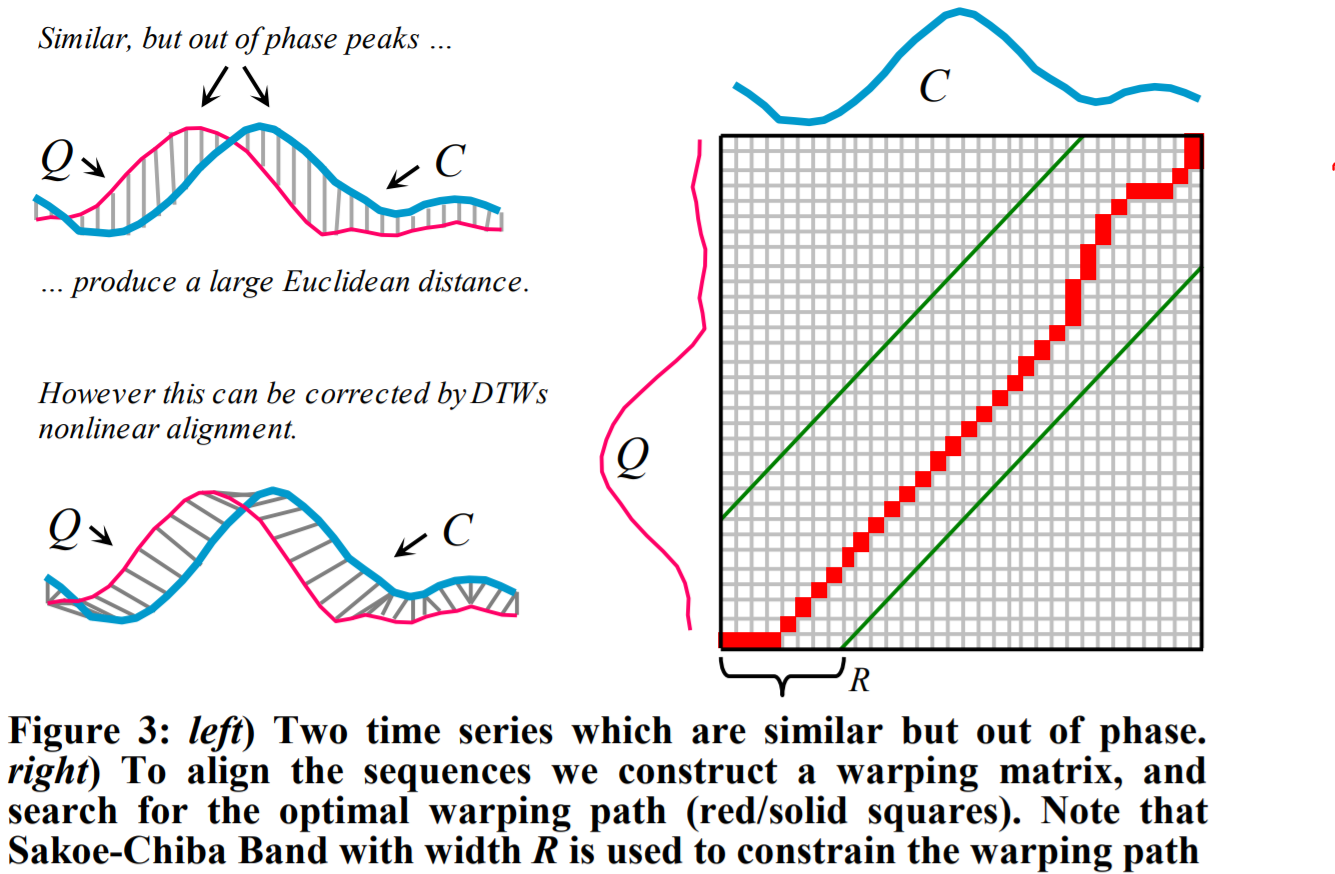 Similar, but out of phase peaks ...
Q
C
... produce a large Euclidean distance.
However this can be corrected by DTWs
nonlinear alignment.
Q
C
C
Q
R
Figure 3: left) Two time series which are similar but out of phase.
right) To align the sequences we construct a warping matrix, and
search for the optimal warping path (red/solid squares). Note that
Sakoe-Chiba Band with width R is used to constrain the warping path